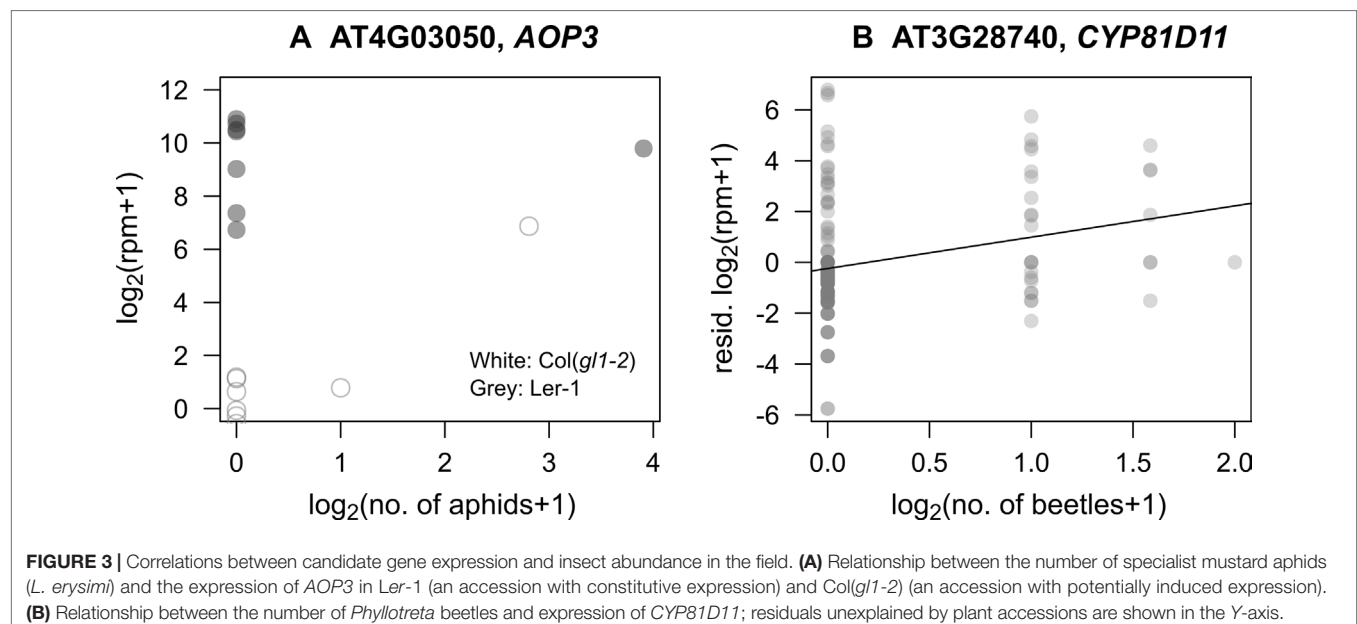 A AT4G03050, AOP3
12
10
8
6
4
2
0
log2(rpm+1)
White: Col(gl1-2)
Grey: Ler-1
0 1 2 3 4
log2(no. of aphids+1)
B AT3G28740, CYP81D11
6
4
2
0
-2
-4
-6
resid. log2(rpm+1)
0.0 0.5 1.0 1.5 2.0
log2(no. of beetles+1)
FIGURE 3 | Correlations between candidate gene expression and insect abundance in the field. (A) Relationship between the number of specialist mustard aphids
(L. erysimi) and the expression of AOP3 in Ler-1 (an accession with constitutive expression) and Col(gl1-2) (an accession with potentially induced expression).
(B) Relationship between the number of Phyllotreta beetles and expression of CYP81D11; residuals unexplained by plant accessions are shown in the Y-axis.